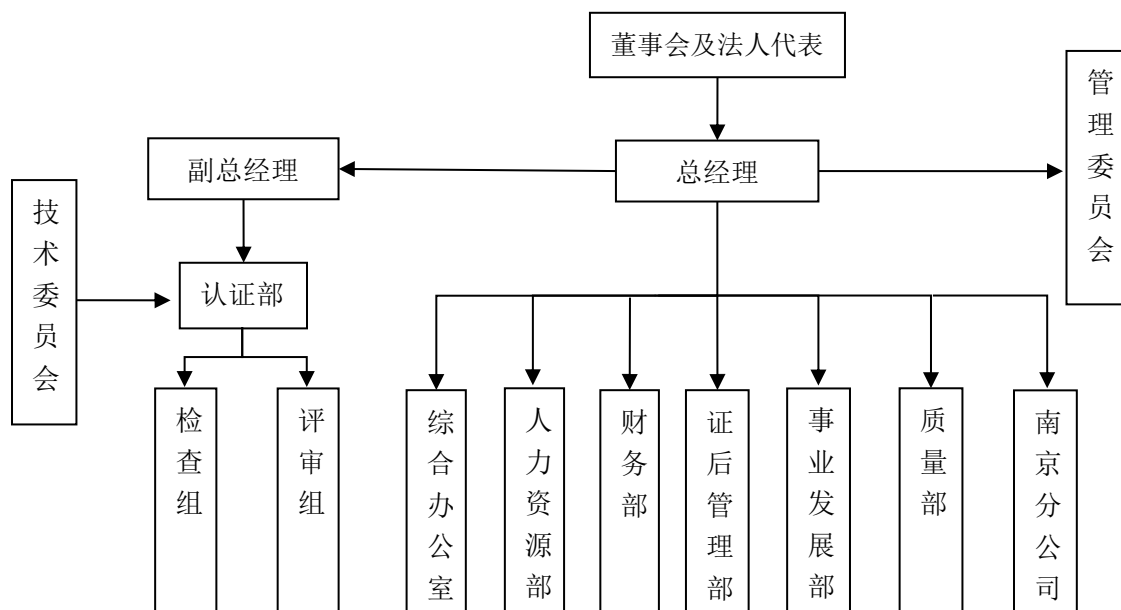 董事会及法人代表
管理委员会
副总经理
总经理
技术委员会
认证部
检查组
评审组
综合办公室
人力资源部
财务部
证后管理部
事业发展部
质量部
南京分公司